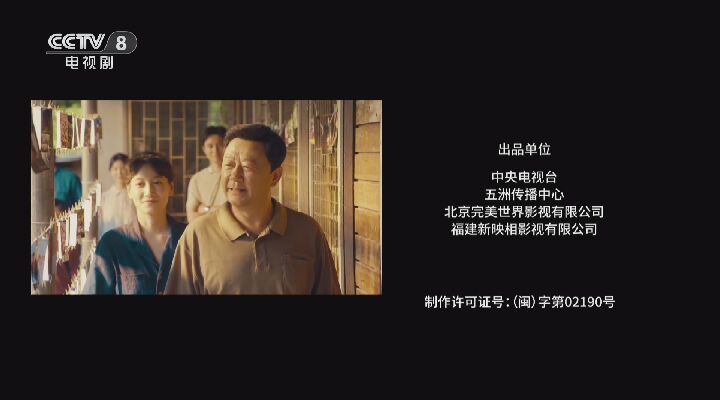 CCTV 8
电视剧
出品单位
中央电视台
五洲传播中心
北京完美世界影视有限公司
福建新映相影视有限公司
制作许可证号：（闽）字第02190号